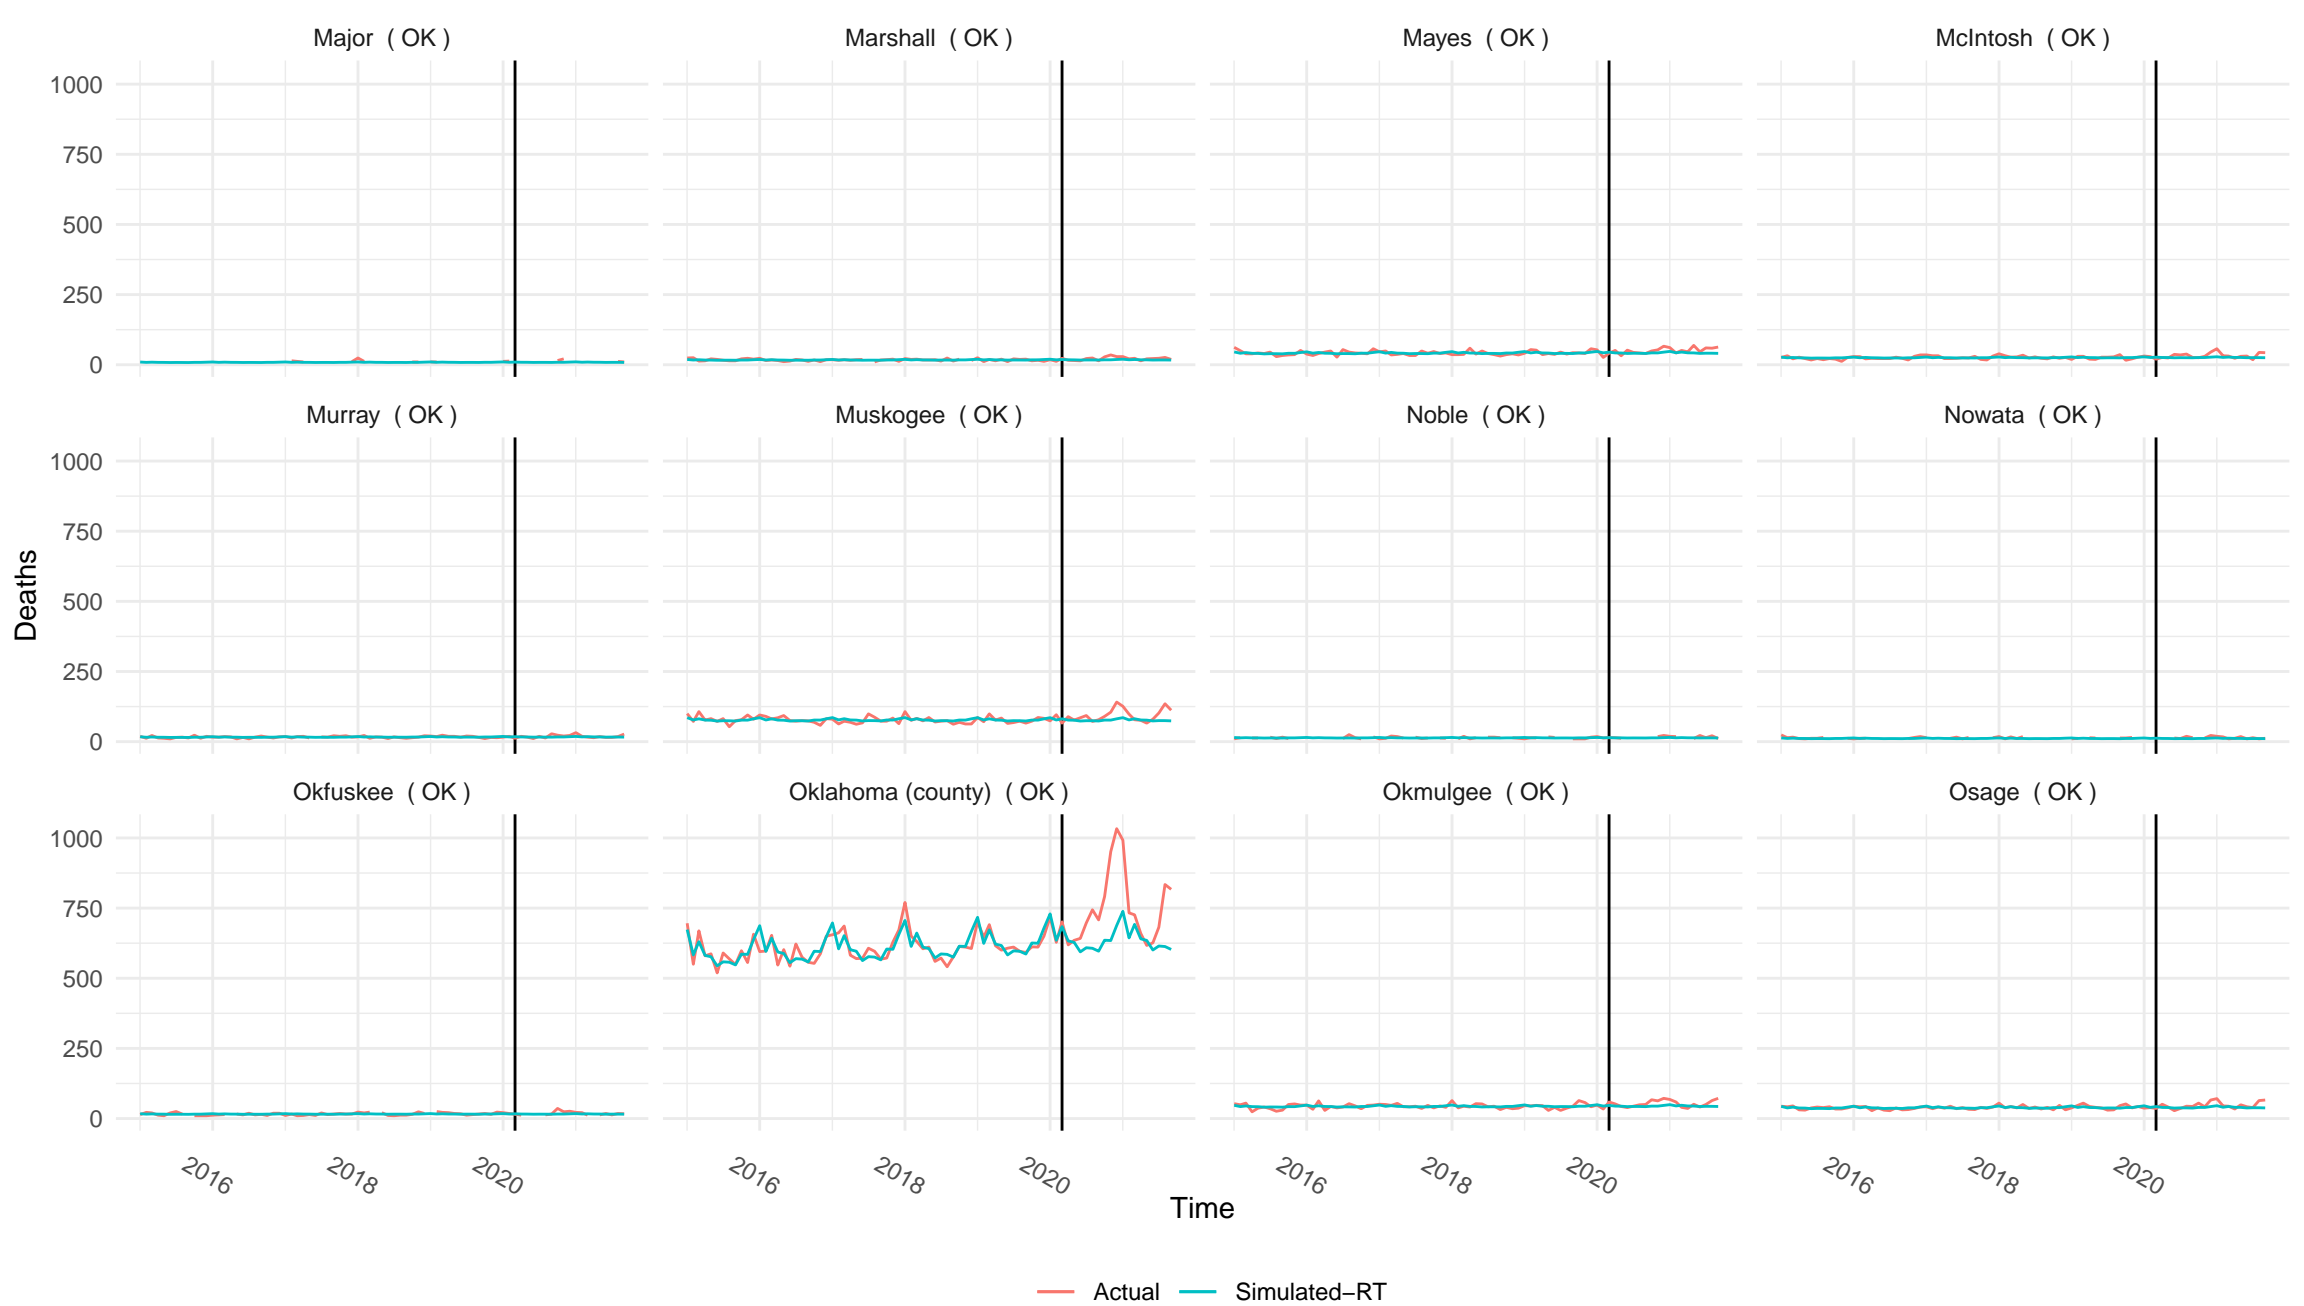 Major ( OK )
Marshall ( OK )
Mayes ( OK )
McIntosh ( OK )
1000
750
500
250
0
Murray ( OK )
Muskogee ( OK )
Noble ( OK )
Nowata ( OK )
1000
750
500
250
0
Deaths
Okfuskee ( OK )
Oklahoma (county) ( OK )
Okmulgee ( OK )
Osage ( OK )
1000
750
500
250
0
2016 2018 2020
2016 2018 2020
2016 2018 2020
2016 2018 2020
Time
Actual
Simulated−RT